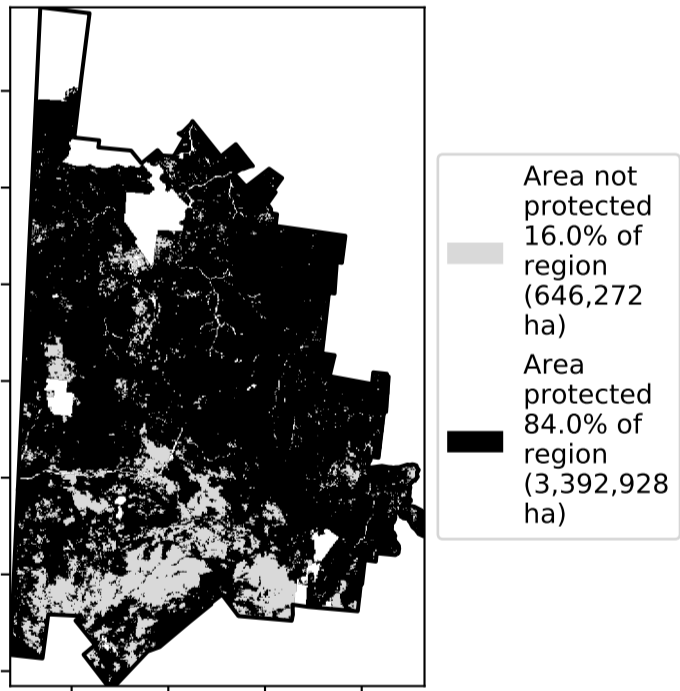 Area not
protected
16.0% of
region
(646,272
ha)
Area
protected
84.0% of
region
(3,392,928
ha)